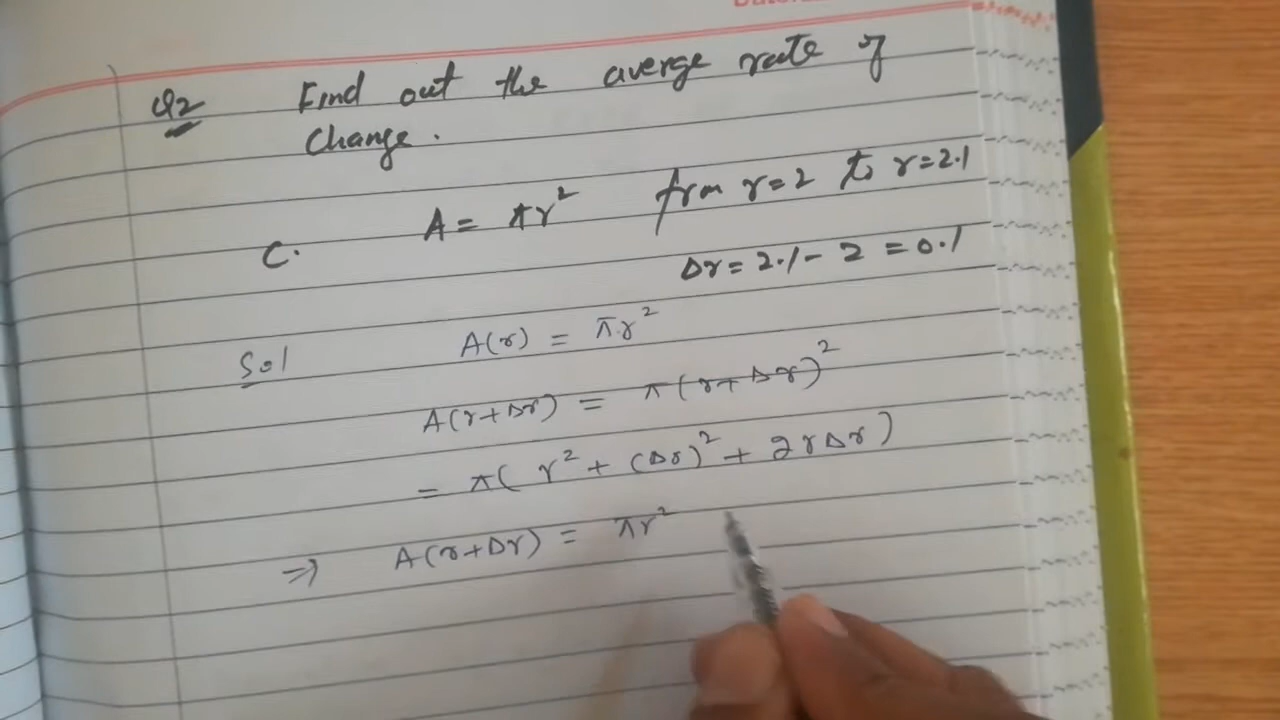 Q2 Find out the averge rate of
Change.
C. A = πr² from r=2 to r=2.1
Δr = 2.1 - 2 = 0.1
Sol A(r) = πr²
A(r+Δr) = π(r+Δr)²
= π( r² + (Δr)² + 2rΔr)
⇒ A(r+Δr) = πr²